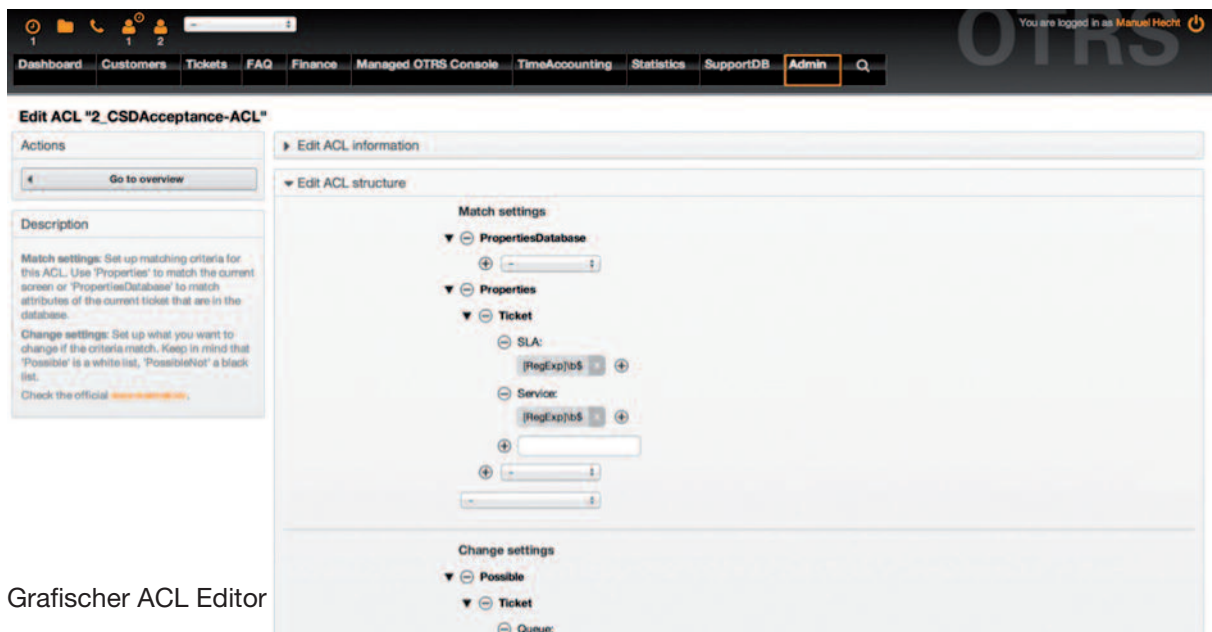 OTRS
You are logged in as Manuel Hecht
1 1 2
-
Dashboard Customers Tickets FAQ Finance Managed OTRS Console TimeAccounting Statistics SupportDB Admin
Edit ACL "2_CSDAcceptance-ACL"
Actions
Go to overview
Description
Match settings: Set up matching criteria for
this ACL. Use 'Properties' to match the current
screen or 'PropertiesDatabase' to match
attributes of the current ticket that are in the
database.
Change settings: Set up what you want to
change if the criteria match. Keep in mind that
'Possible' is a white list, 'PossibleNot' a black
list.
Check the official
Edit ACL information
Edit ACL structure
Match settings
PropertiesDatabase
-
Properties
Ticket
SLA:
[RegExp]\b$
Service:
[RegExp]\b$
-
-
Change settings
Possible
Ticket
Queue:
Grafischer ACL Editor